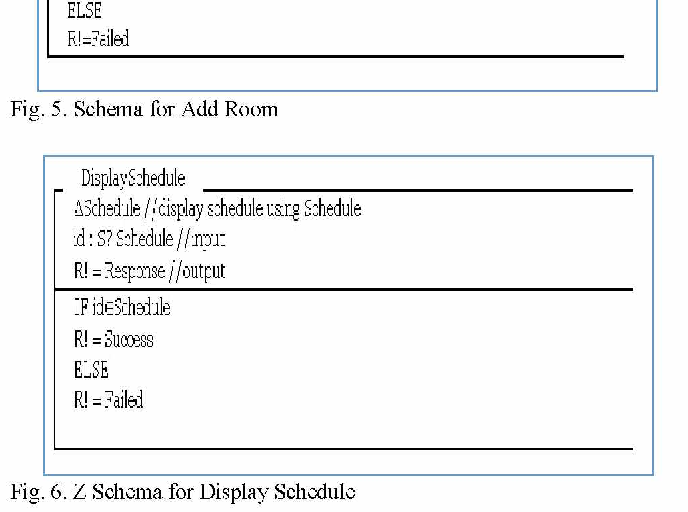 ELSE
R!=Failed
Fig. 5. Schema for Add Room
DisplaySchedule
ΔSchedule //display schedule using Schedule
id : S? Schedule //input
R! = Response //output
IF id∈Schedule
R! = Success
ELSE
R! = Failed
Fig. 6. Z Schema for Display Schedule